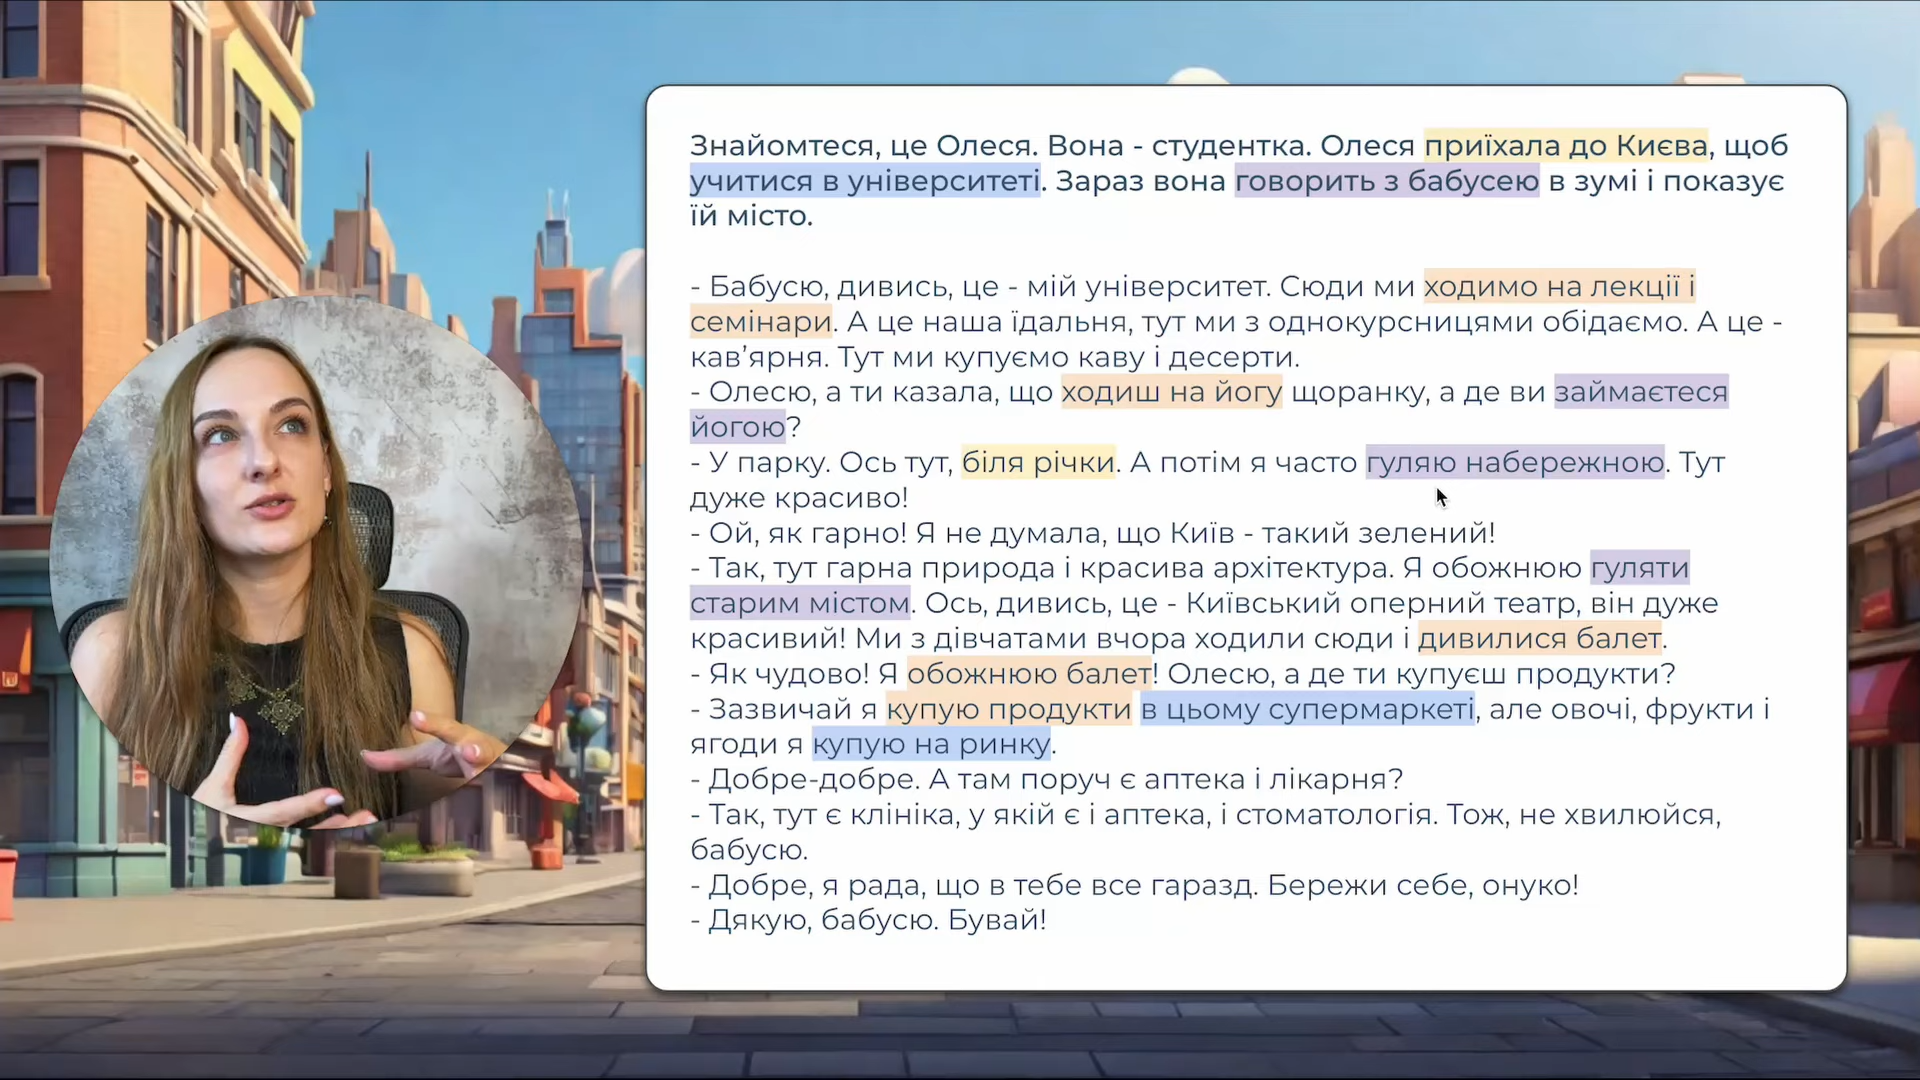 Знайомтеся, це Олеся. Вона - студентка. Олеся приїхала до Києва, щоб
учитися в університеті. Зараз вона говорить з бабусею в зумі і показує
їй місто.
- Бабусю, дивись, це - мій університет. Сюди ми ходимо на лекції і
семінари. А це наша їдальня, тут ми з однокурсницями обідаємо. А це -
кав’ярня. Тут ми купуємо каву і десерти.
- Олесю, а ти казала, що ходиш на йогу щоранку, а де ви займаєтеся
йогою?
- У парку. Ось тут, біля річки. А потім я часто гуляю набережною. Тут
дуже красиво!
- Ой, як гарно! Я не думала, що Київ - такий зелений!
- Так, тут гарна природа і красива архітектура. Я обожнюю гуляти
старим містом. Ось, дивись, це - Київський оперний театр, він дуже
красивий! Ми з дівчатами вчора ходили сюди і дивилися балет.
- Як чудово! Я обожнюю балет! Олесю, а де ти купуєш продукти?
- Зазвичай я купую продукти в цьому супермаркеті, але овочі, фрукти і
ягоди я купую на ринку.
- Добре-добре. А там поруч є аптека і лікарня?
- Так, тут є клініка, у якій є і аптека, і стоматологія. Тож, не хвилюйся,
бабусю.
- Добре, я рада, що в тебе все гаразд. Бережи себе, онуко!
- Дякую, бабусю. Бувай!